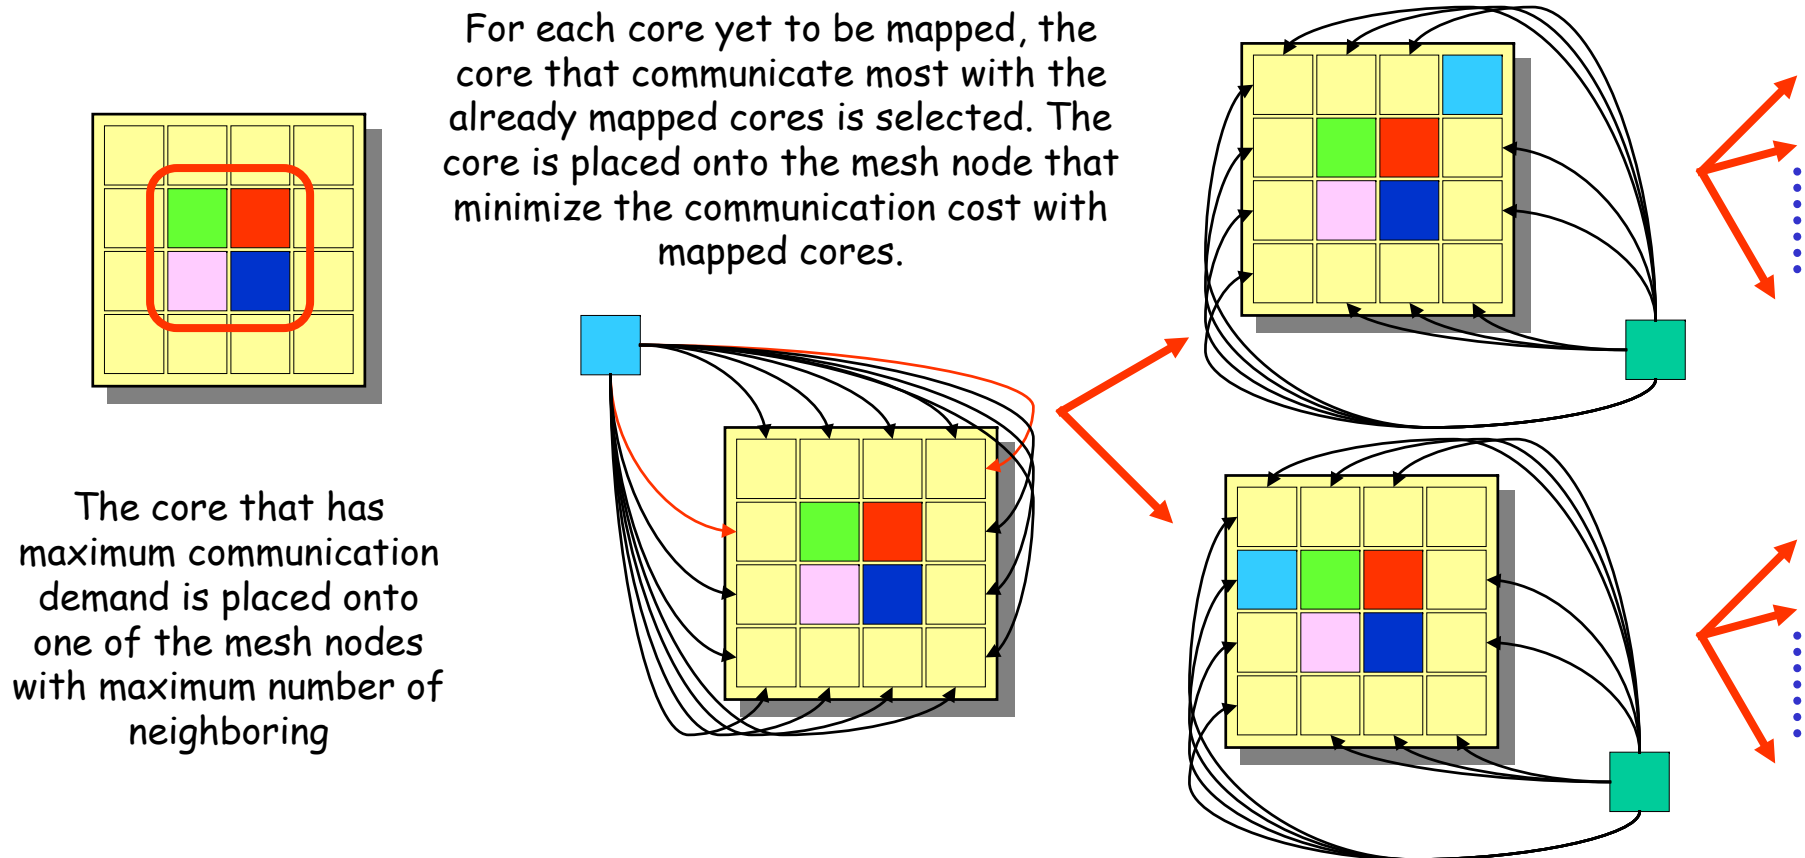 For each core yet to be mapped, the
core that communicate most with the
already mapped cores is selected. The
core is placed onto the mesh node that
minimize the communication cost with
mapped cores.
The core that has
maximum communication
demand is placed onto
one of the mesh nodes
with maximum number of
neighboring